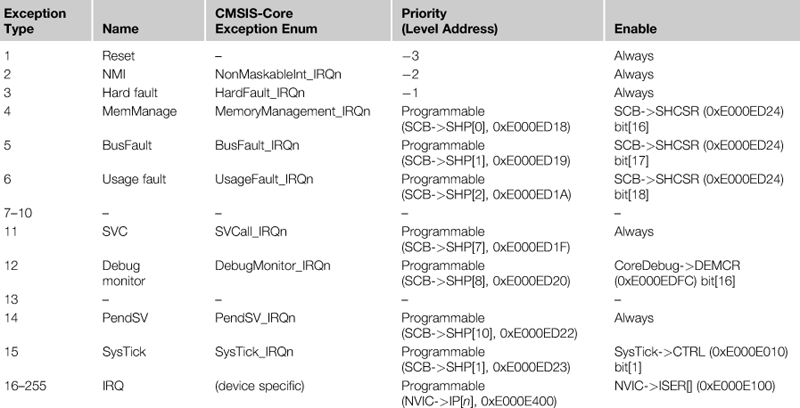 Exception Type Name CMSIS-Core Exception Enum Priority (Level Address) Enable
1 Reset – −3 Always
2 NMI NonMaskableInt_IRQn −2 Always
3 Hard fault HardFault_IRQn −1 Always
4 MemManage MemoryManagement_IRQn Programmable SCB->SHCSR (0xE000ED24)
(SCB->SHP[0], 0xE000ED18) bit[16]
5 BusFault BusFault_IRQn Programmable SCB->SHCSR (0xE000ED24)
(SCB->SHP[1], 0xE000ED19) bit[17]
6 Usage fault UsageFault_IRQn Programmable SCB->SHCSR (0xE000ED24)
(SCB->SHP[2], 0xE000ED1A) bit[18]
7–10 – – – –
11 SVC SVCall_IRQn Programmable Always
(SCB->SHP[7], 0xE000ED1F)
12 Debug DebugMonitor_IRQn Programmable CoreDebug->DEMCR
monitor (SCB->SHP[8], 0xE000ED20) (0xE000EDFC) bit[16]
13 – – – –
14 PendSV PendSV_IRQn Programmable Always
(SCB->SHP[10], 0xE000ED22)
15 SysTick SysTick_IRQn Programmable SysTick->CTRL (0xE000E010)
(SCB->SHP[1], 0xE000ED23) bit[1]
16–255 IRQ (device specific) Programmable NVIC->ISER[] (0xE000E100)
(NVIC->IP[n], 0xE000E400)